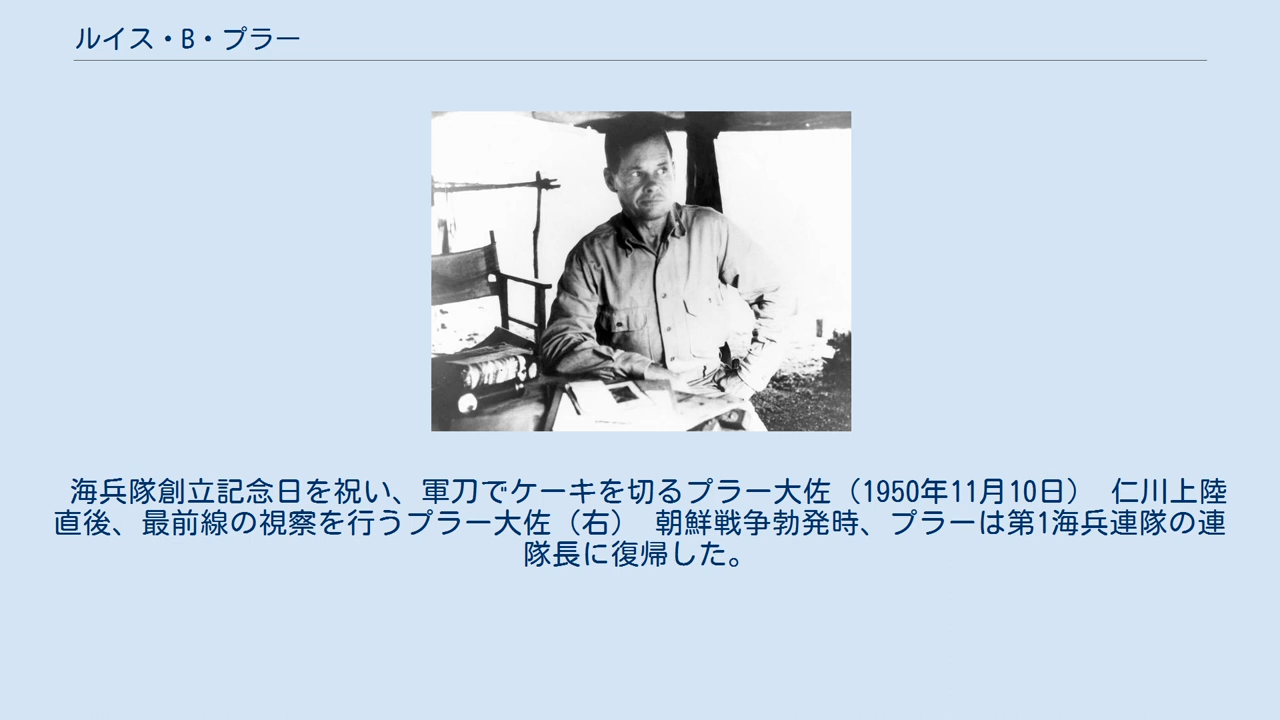 ルイス・B・プラー
海兵隊創立記念日を祝い、軍刀でケーキを切るプラー大佐（1950年11月10日）　仁川上陸
直後、最前線の視察を行うプラー大佐（右）　朝鮮戦争勃発時、プラーは第1海兵連隊の連
隊長に復帰した。